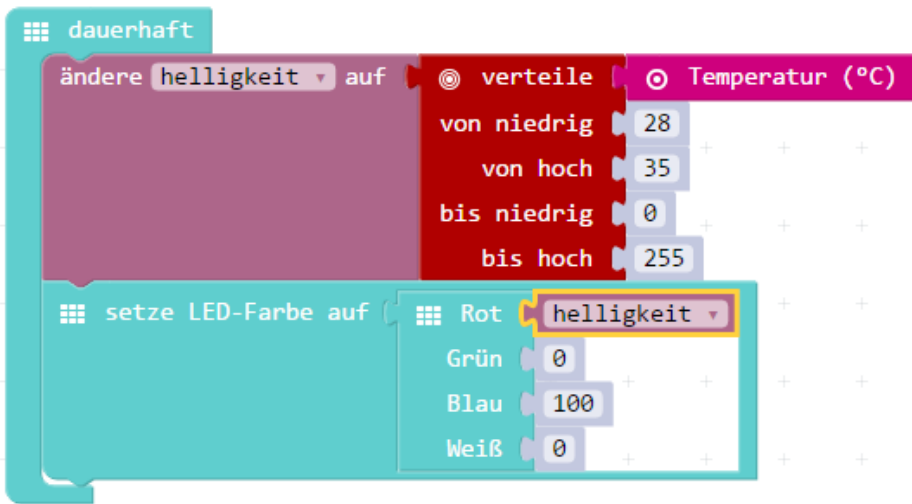 dauerhaft
ändere helligkeit auf verteile Temperatur (°C)
von niedrig 28
von hoch 35
bis niedrig 0
bis hoch 255
setze LED-Farbe auf Rot helligkeit
Grün 0
Blau 100
Weiß 0